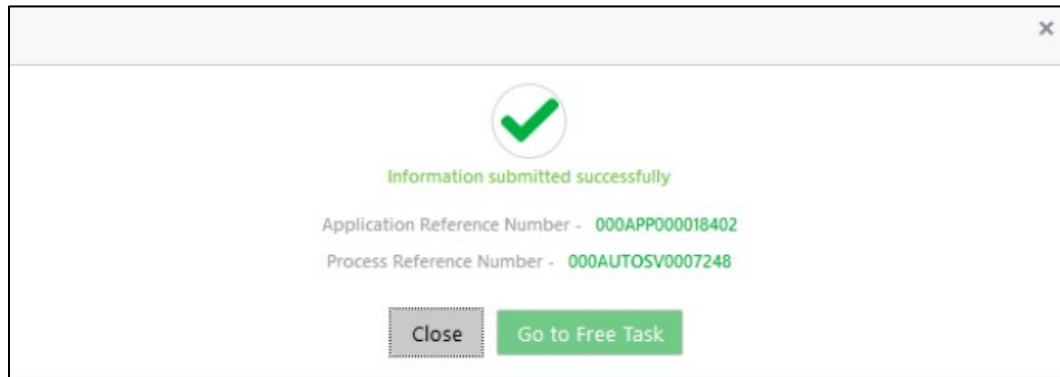 Information submitted successfully
Application Reference Number - 000APP000018402
Process Reference Number - 000AUTOSV0007248
Close Go to Free Task